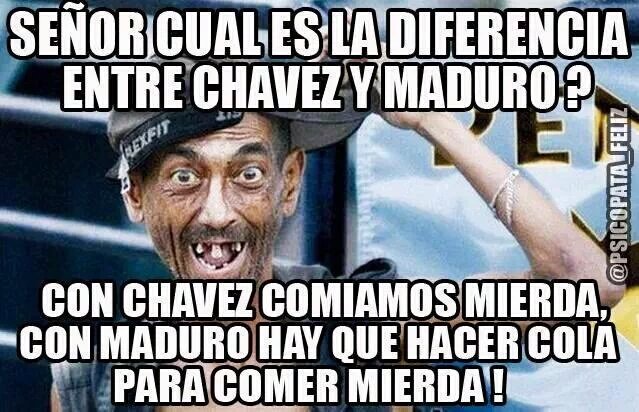 SEÑOR CUAL ES LA DIFERENCIA
ENTRE CHAVEZ Y MADURO ?
FLEXFIT
@PSICOPATA_FELIZ
CON CHAVEZ COMIAMOS MIERDA,
CON MADURO HAY QUE HACER COLA
PARA COMER MIERDA !